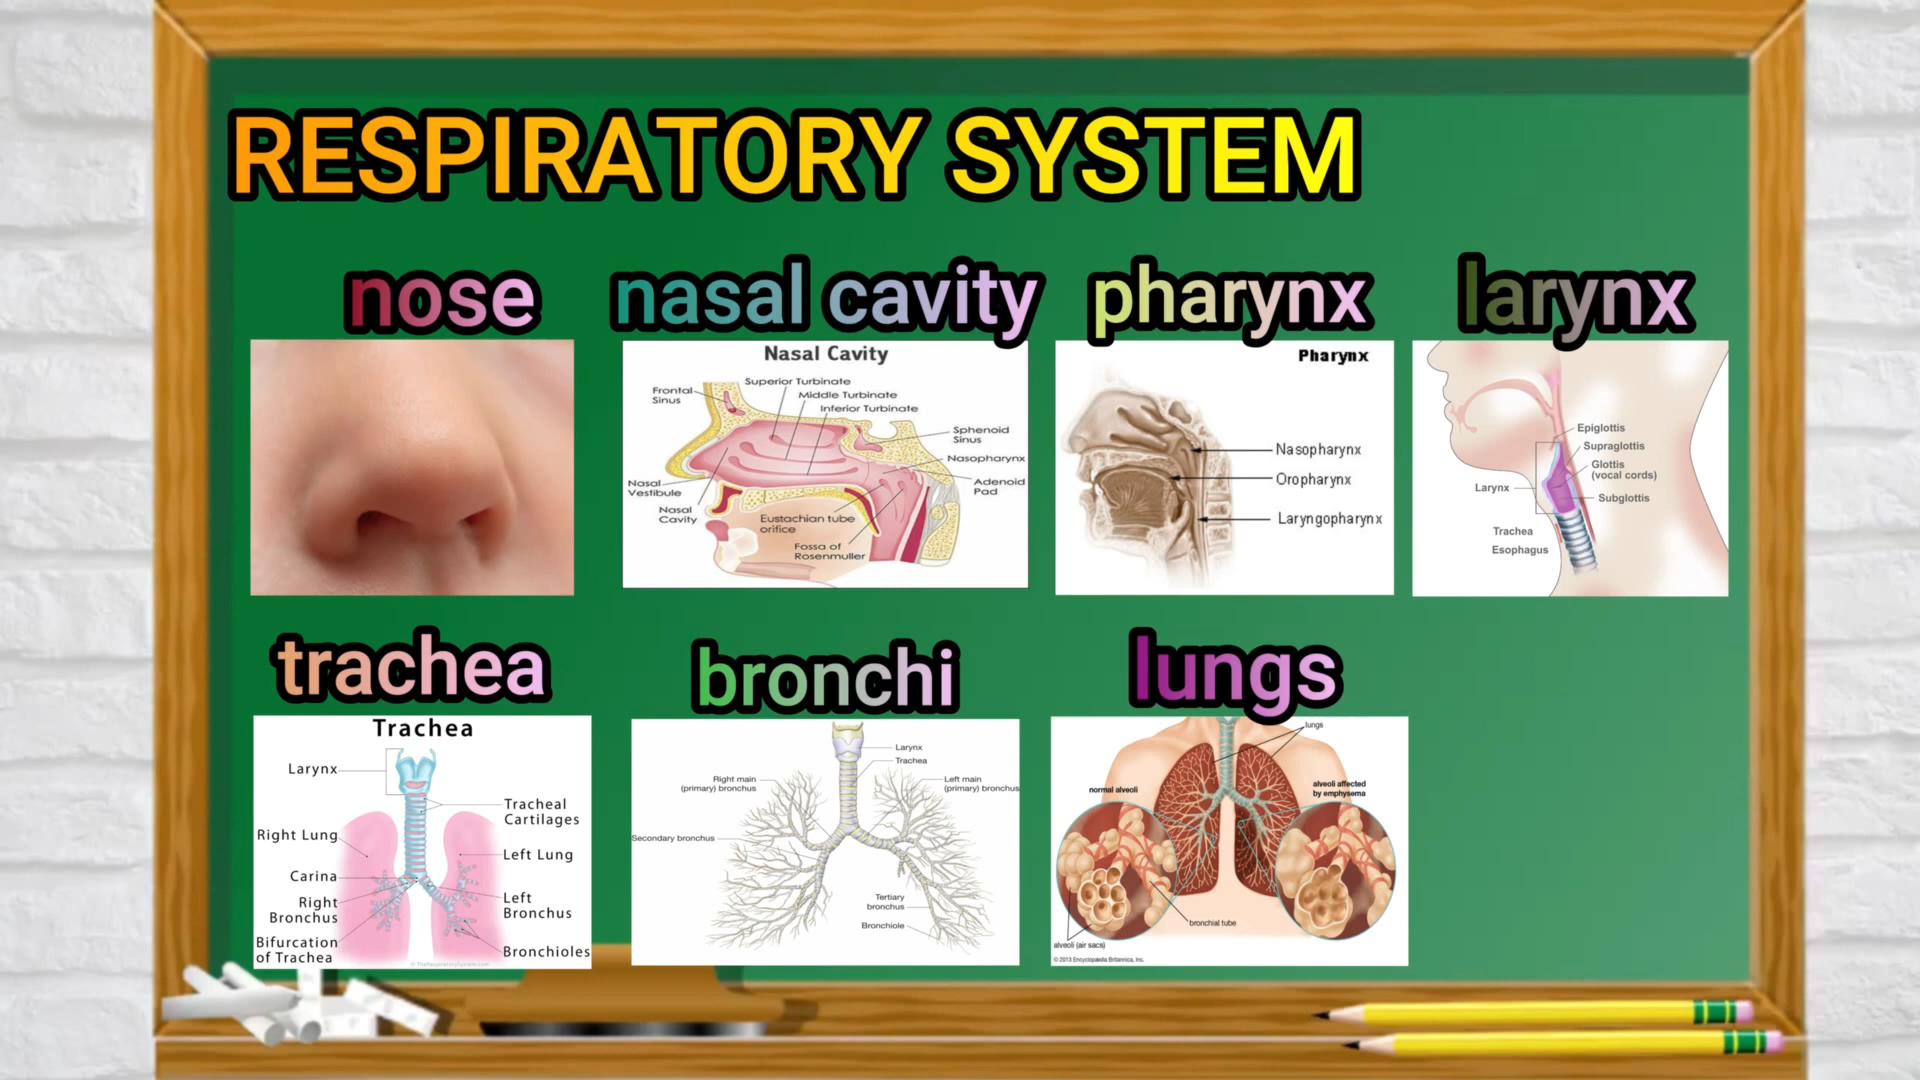 RESPIRATORY SYSTEM
nose
nasal cavity
pharynx
larynx
Nasal Cavity
Frontal
Sinus
Superior Turbinate
Middle Turbinate
Inferior Turbinate
Sphenoid
Sinus
Nasopharynx
Adenoid
Pad
Nasal
Vestibule
Nasal
Cavity
Eustachian tube
orifice
Fossa of
Rosenmuller
Pharynx
Nasopharynx
Oropharynx
Laryngopharynx
Epiglottis
Supraglottis
Glottis
(vocal cords)
Larynx
Subglottis
Trachea
Esophagus
trachea
bronchi
lungs
Trachea
Larynx
Tracheal
Cartilages
Right Lung
Left Lung
Carina
Right
Bronchus
Left
Bronchus
Bifurcation
of Trachea
Bronchioles
© TheRespiratorySystem.com
Larynx
Trachea
Right main
(primary) bronchus
Left main
(primary) bronchus
Secondary bronchus
Tertiary
bronchus
Bronchiole
lungs
normal alveoli
alveoli affected
by emphysema
bronchial tube
alveoli (air sacs)
© 2013 Encyclopædia Britannica, Inc.